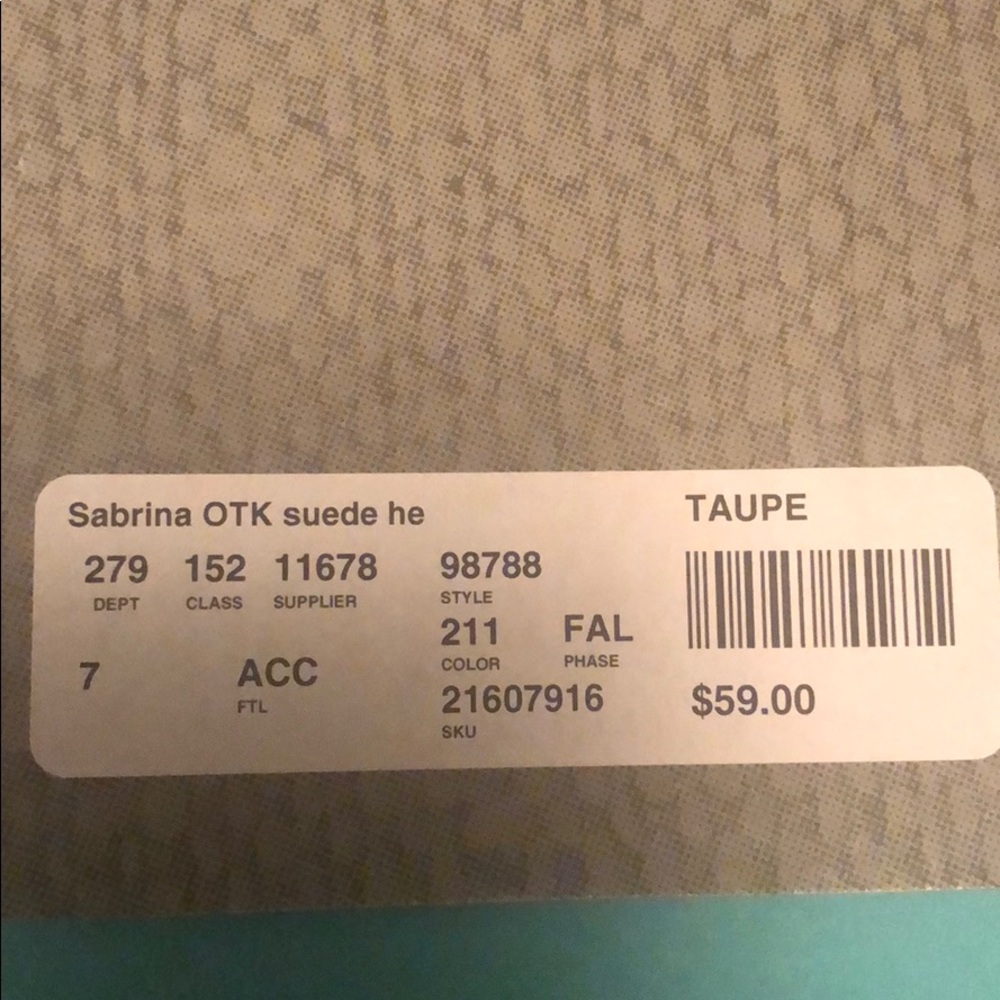 Sabrina OTK suede he
TAUPE
279 152 11678 98788
DEPT CLASS SUPPLIER STYLE
211 FAL
COLOR PHASE
7 ACC
FTL
21607916 $59.00
SKU